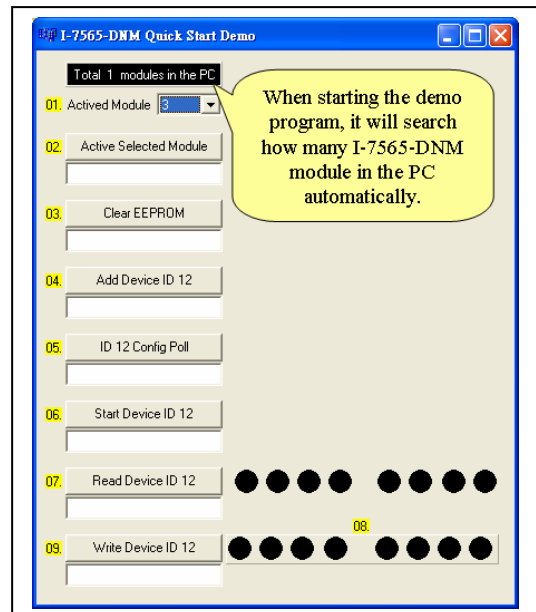 I-7565-DNM Quick Start Demo
Total 1 modules in the PC
01. Actived Module 3
When starting the demo
program, it will search
how many I-7565-DNM
module in the PC
automatically.
02. Active Selected Module
03. Clear EEPROM
04. Add Device ID 12
05. ID 12 Config Poll
06. Start Device ID 12
07. Read Device ID 12
08.
09. Write Device ID 12